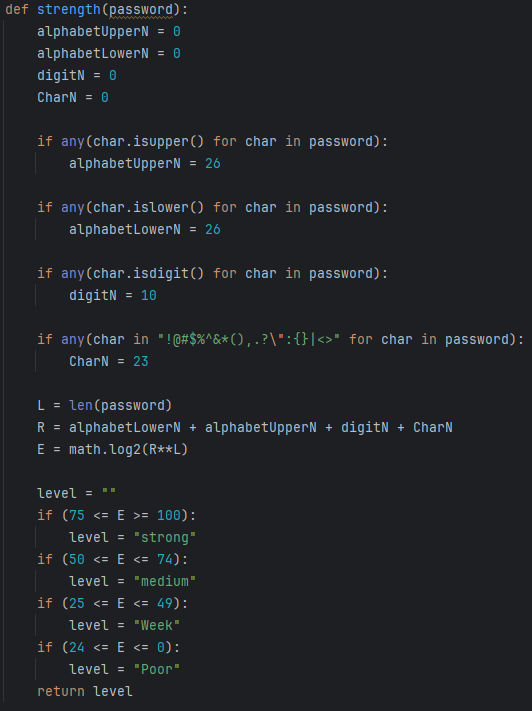 def strength(password):
    alphabetUpperN = 0
    alphabetLowerN = 0
    digitN = 0
    CharN = 0
    if any(char.isupper() for char in password):
        alphabetUpperN = 26
    if any(char.islower() for char in password):
        alphabetLowerN = 26
    if any(char.isdigit() for char in password):
        digitN = 10
    if any(char in "!@#$%^&*(),.?\":{}|<>" for char in password):
        CharN = 23
    L = len(password)
    R = alphabetLowerN + alphabetUpperN + digitN + CharN
    E = math.log2(R**L)
    level = ""
    if (75 <= E >= 100):
        level = "strong"
    if (50 <= E <= 74):
        level = "medium"
    if (25 <= E <= 49):
        level = "Week"
    if (24 <= E <= 0):
        level = "Poor"
    return level